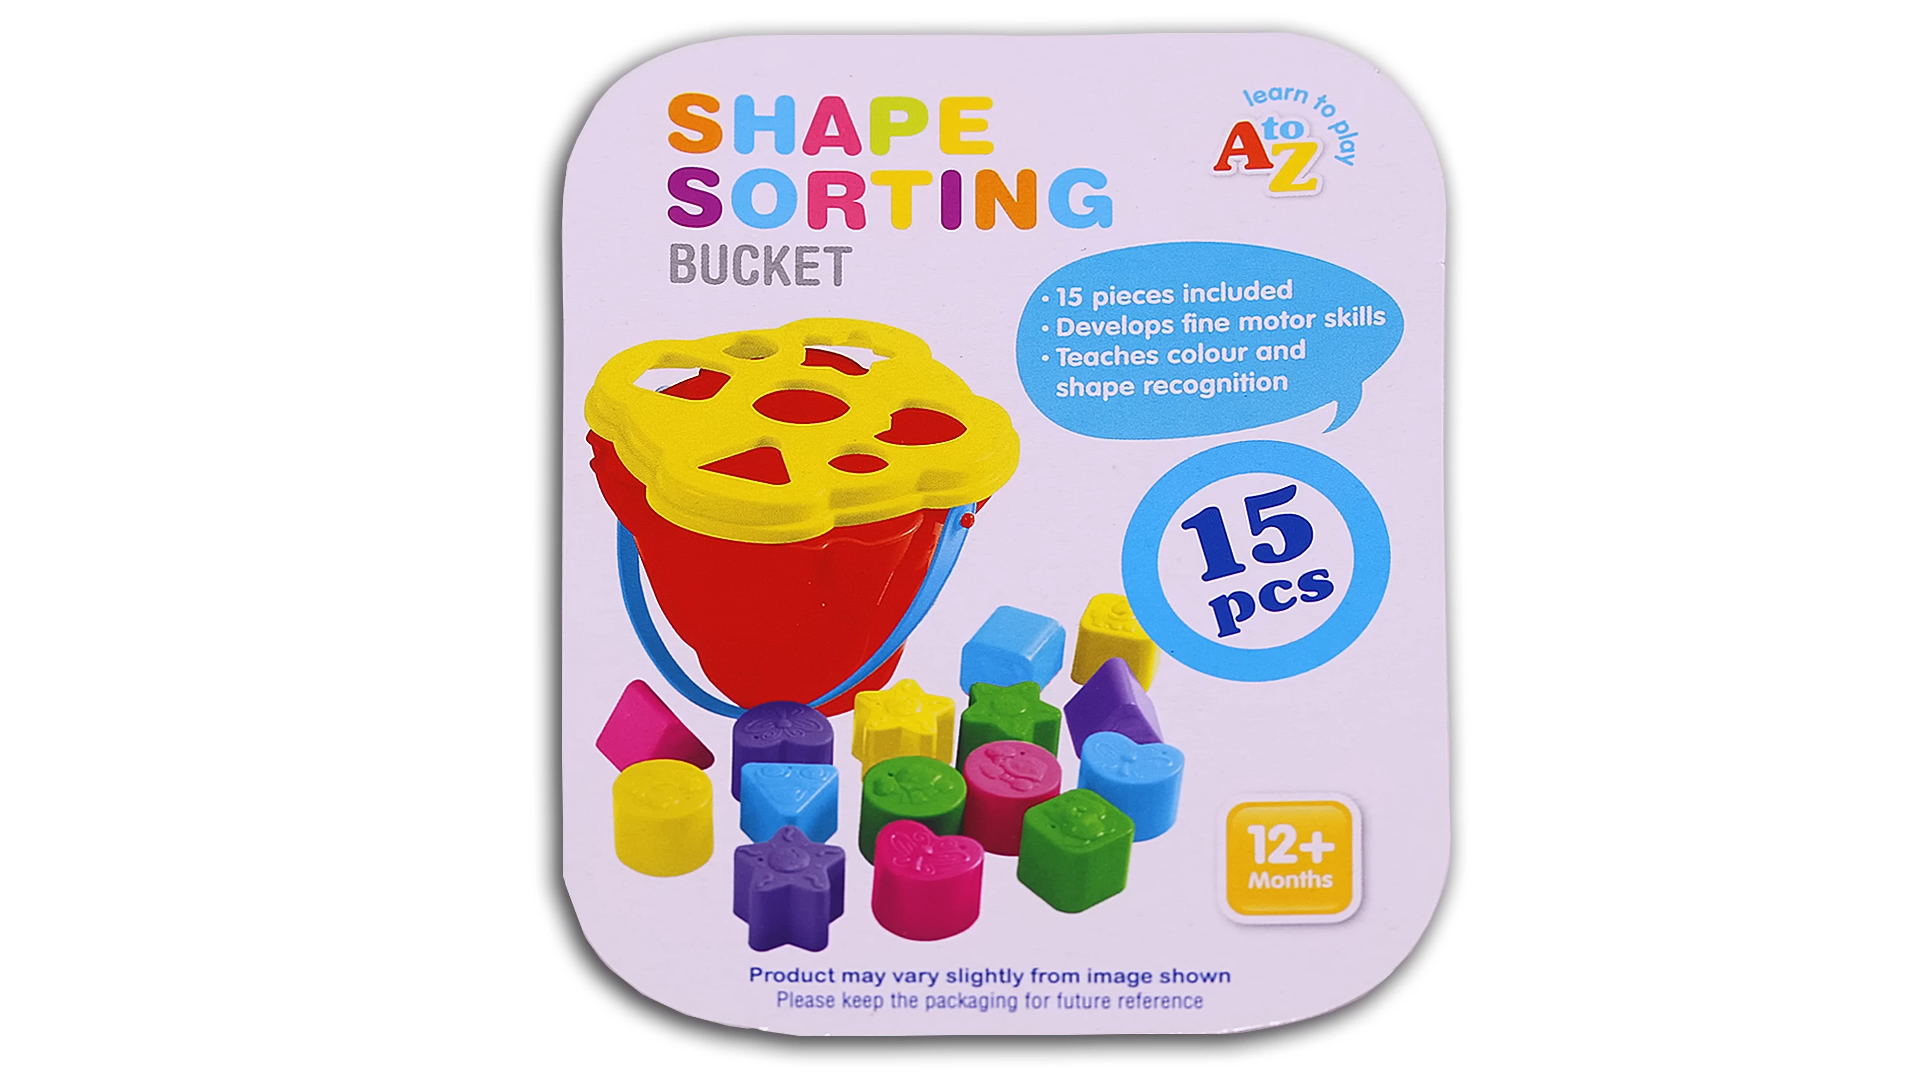 SHAPE
SORTING
BUCKET
learn to play
A to Z
• 15 pieces included
• Develops fine motor skills
• Teaches colour and
shape recognition
15
pcs
12+
Months
Product may vary slightly from image shown
Please keep the packaging for future reference